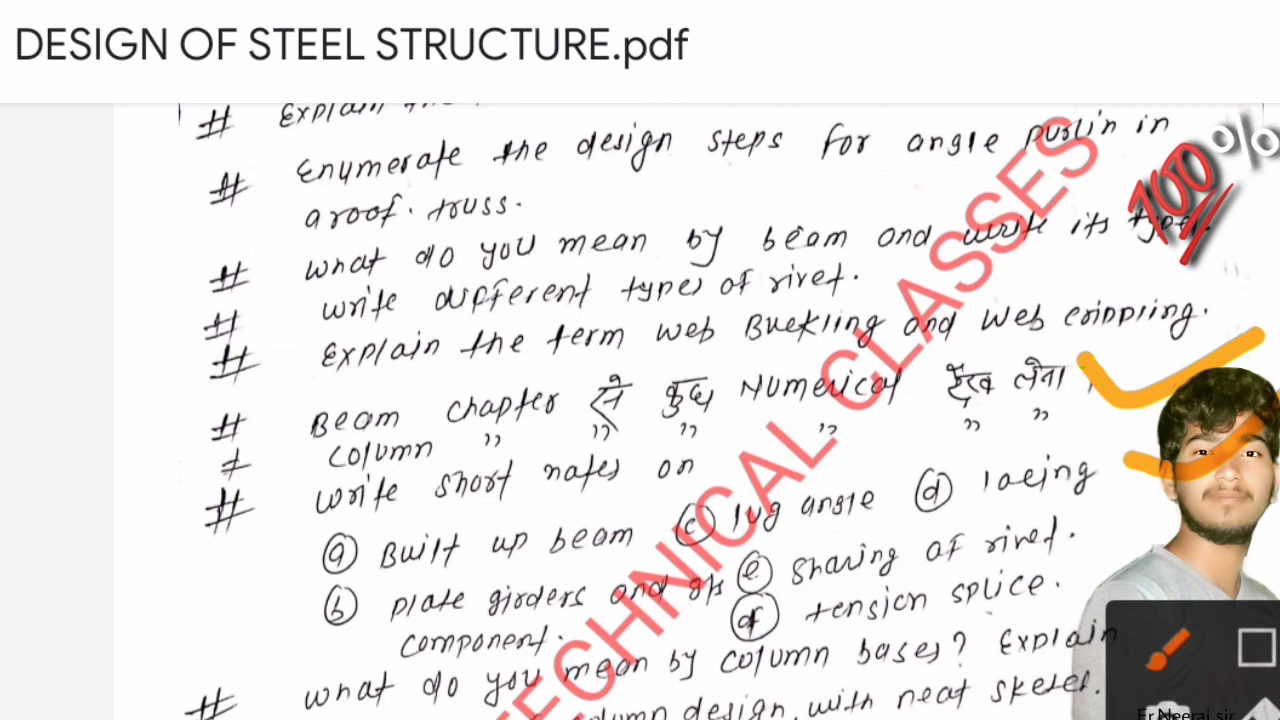 DESIGN OF STEEL STRUCTURE.pdf
# Explain
# Enumerate the design steps for angle purlin in
a roof. truss.
# What do you mean by beam and write its type.
# write different types of rivet.
# Explain the term web Buckling and Web crippling.
# Beam chapter से कुछ Numerical देख लेना ।
# Column " " " " " "
# write short notes on
(a) Built up beam (c) lug angle (d) lacing
(b) plate girders and its (e) sharing of rivet.
component. (f) tension splice.
# what do you mean by column bases? Explain
column design with neat sketch.
TECHNICAL CLASSES
100%
Er Neeraj sir